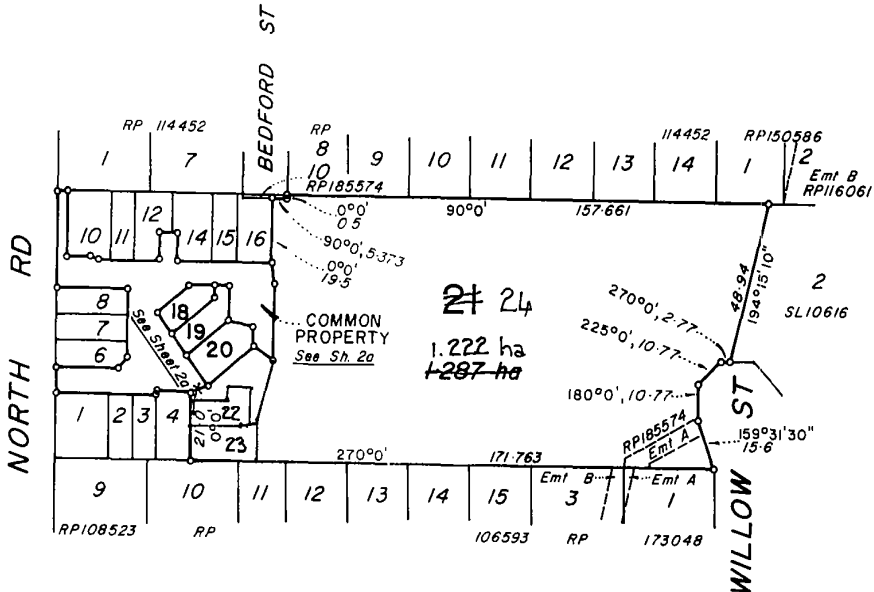 BEDFORD ST
RP 114452
RP
114452
RP150586
1
7
8
9
10
11
12
13
14
1
2
Emt B
RP116061
10
RP185574
0°0'
0.5
90°0'
157.661
90°0', 5.373
0°0'
19.5
10
11
12
14
15
16
NORTH RD
8
7
6
See Sheet 2a
18
19
20
COMMON
PROPERTY
See Sh. 2a
21 24
1.222 ha
1.287 ha
48.94
194°15'10"
2
SL10616
270°0', 2.77
225°0', 10.77
180°0', 10.77
WILLOW ST
159°31'30"
15.6
RP185574
Emt A
1
2
3
4
21.0
0°0'
22
23
270°0'
171.763
9
10
11
12
13
14
15
Emt B
3
Emt A
1
RP108523
RP
106593
RP
173048